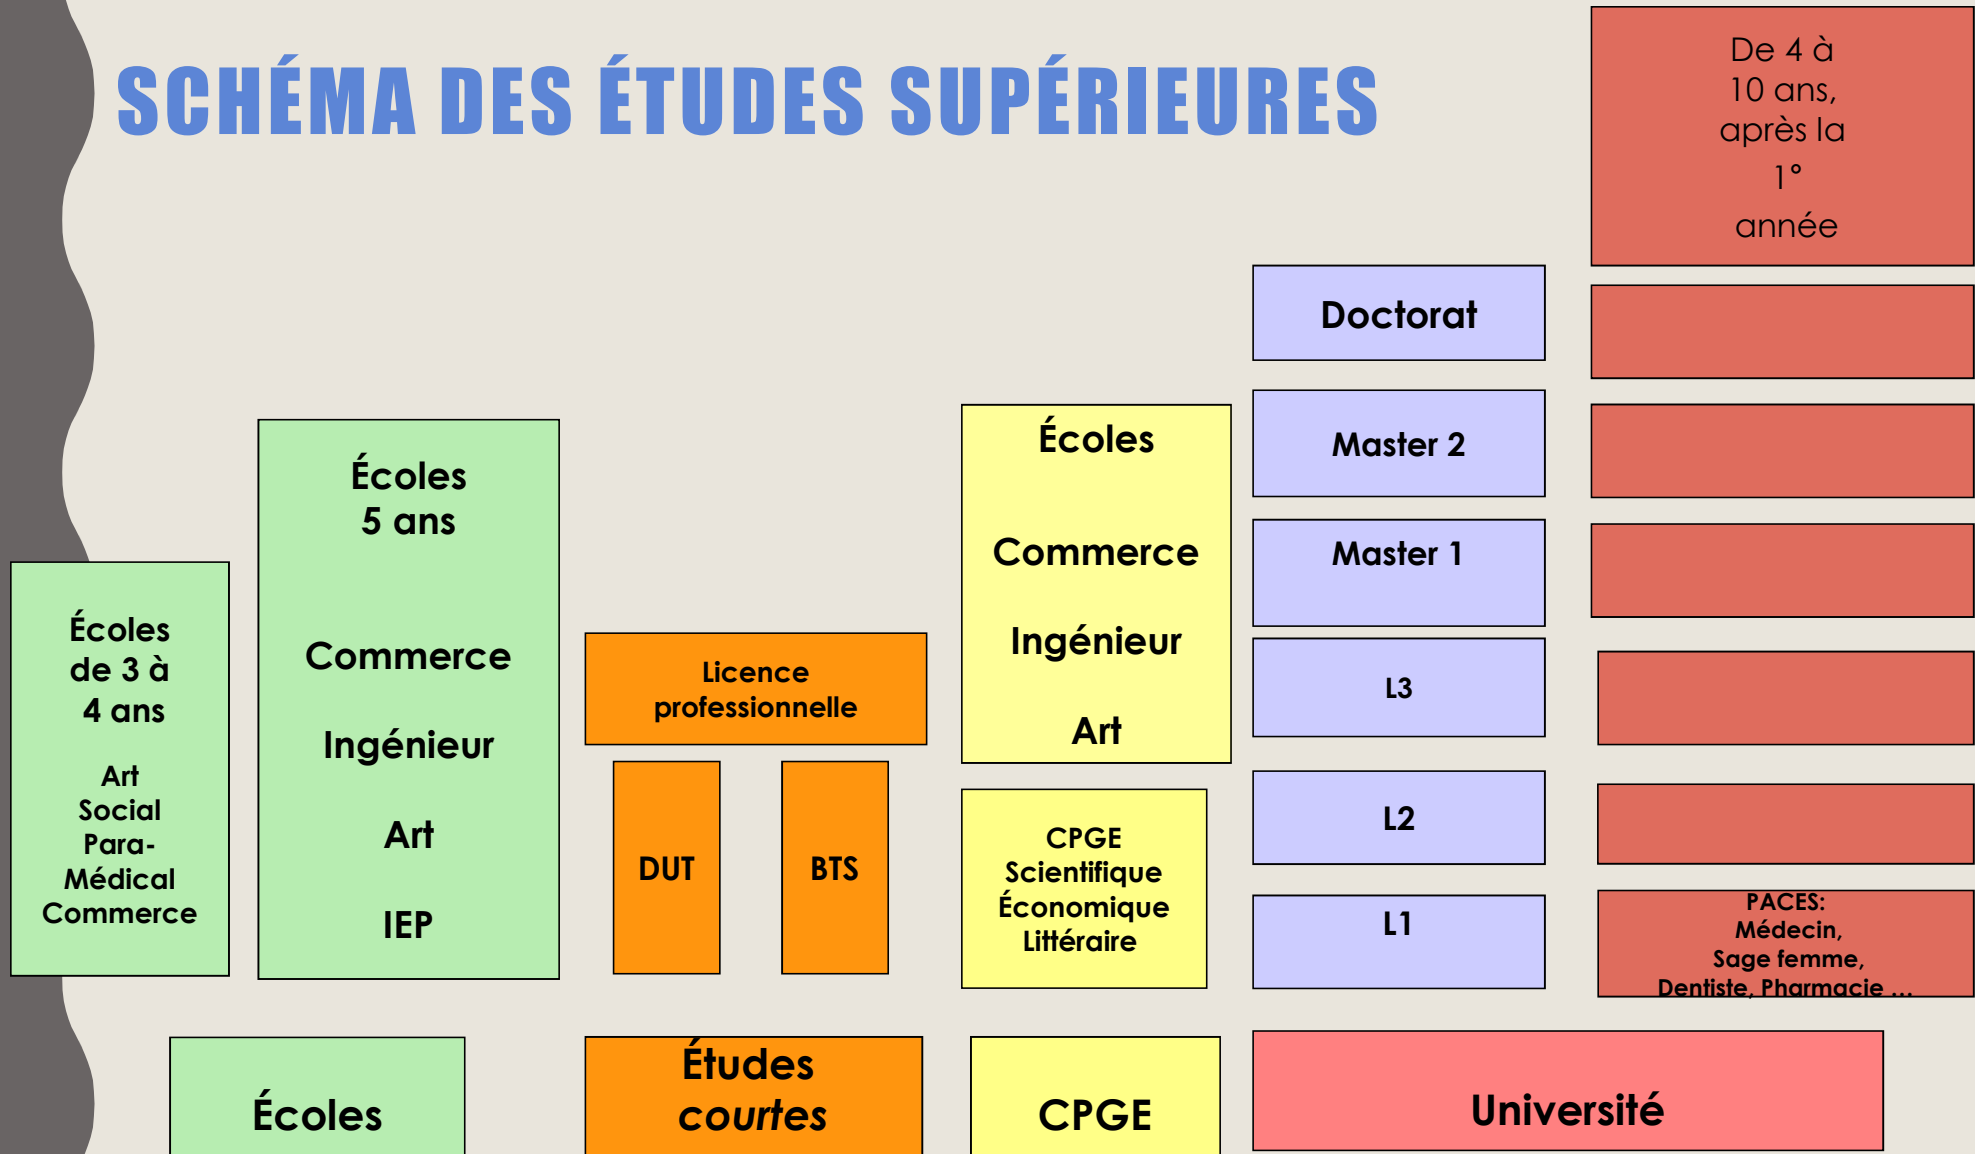 SCHÉMA DES ÉTUDES SUPÉRIEURES
De 4 à
10 ans,
après la
1°
année
Doctorat
Master 2
Master 1
L3
L2
L1
PACES:
Médecin,
Sage femme,
Dentiste, Pharmacie …
Écoles
Commerce
Ingénieur
Art
CPGE
Scientifique
Économique
Littéraire
Licence
professionnelle
DUT
BTS
Écoles
5 ans
Commerce
Ingénieur
Art
IEP
Écoles
de 3 à
4 ans
Art
Social
Para-
Médical
Commerce
Écoles
Études
courtes
CPGE
Université